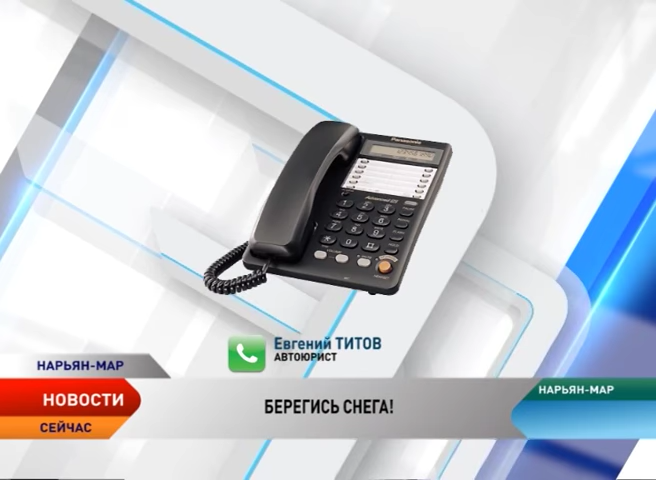 Panasonic
Евгений ТИТОВ
АВТОЮРИСТ
НАРЬЯН-МАР
НОВОСТИ
СЕЙЧАС
БЕРЕГИСЬ СНЕГА!
НАРЬЯН-МАР